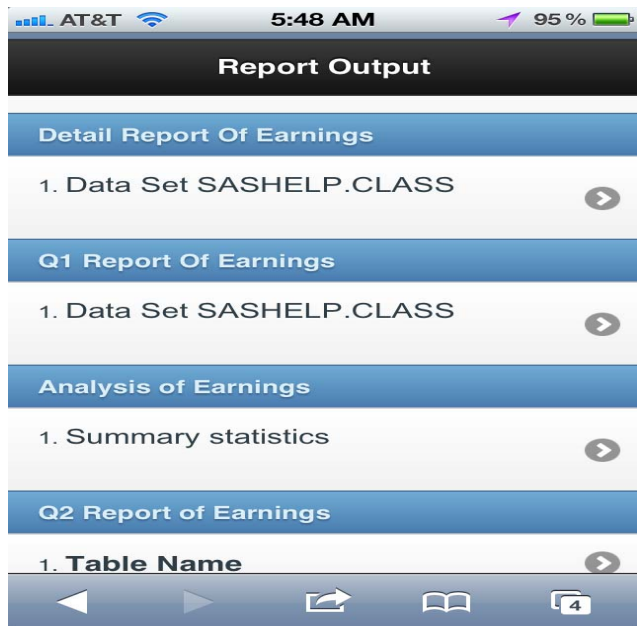 AT&T 5:48 AM 95%
Report Output
Detail Report Of Earnings
1. Data Set SASHELP.CLASS
Q1 Report Of Earnings
1. Data Set SASHELP.CLASS
Analysis of Earnings
1. Summary statistics
Q2 Report of Earnings
1. Table Name
4